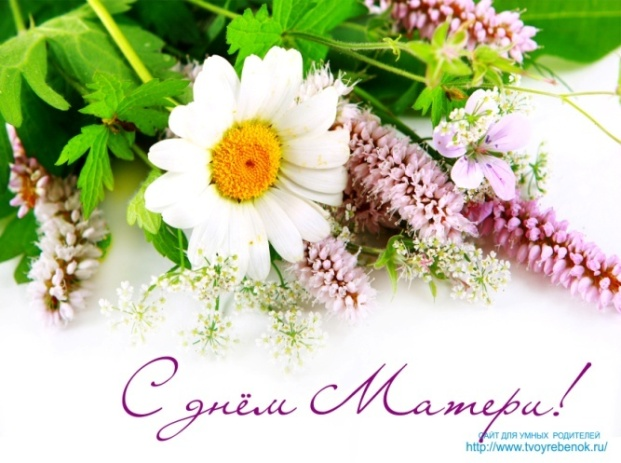 С днём Матери!
САЙТ ДЛЯ УМНЫХ РОДИТЕЛЕЙ
http://www.tvoyrebenok.ru/